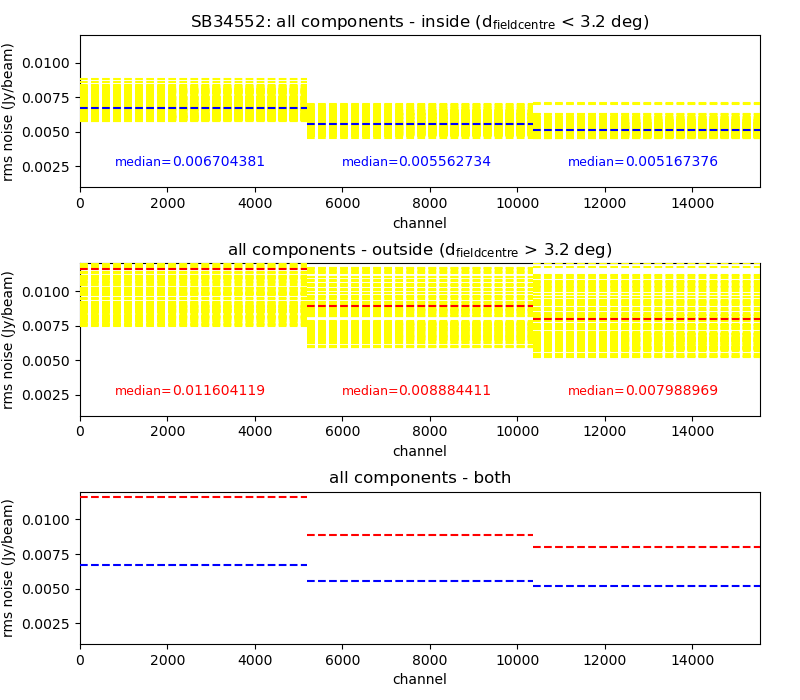 SB34552: all components - inside (dfieldcentre < 3.2 deg)
rms noise (Jy/beam)
0.0100
0.0075
0.0050
0.0025
median=0.006704381 median=0.005562734 median=0.005167376
0 2000 4000 6000 8000 10000 12000 14000
channel
all components - outside (dfieldcentre > 3.2 deg)
rms noise (Jy/beam)
0.0100
0.0075
0.0050
0.0025
median=0.011604119 median=0.008884411 median=0.007988969
0 2000 4000 6000 8000 10000 12000 14000
channel
all components - both
rms noise (Jy/beam)
0.0100
0.0075
0.0050
0.0025
0 2000 4000 6000 8000 10000 12000 14000
channel